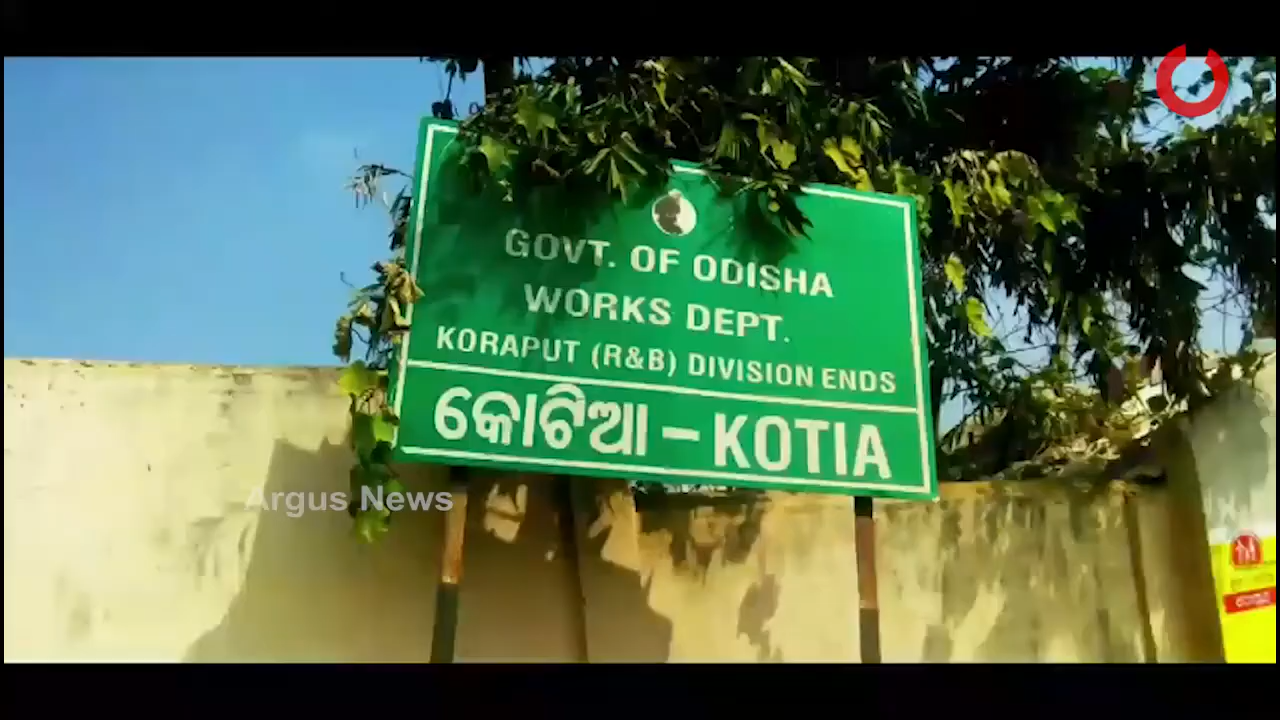 GOVT. OF ODISHA
WORKS DEPT.
KORAPUT (R&B) DIVISION ENDS
କୋଟିଆ – KOTIA
Argus News